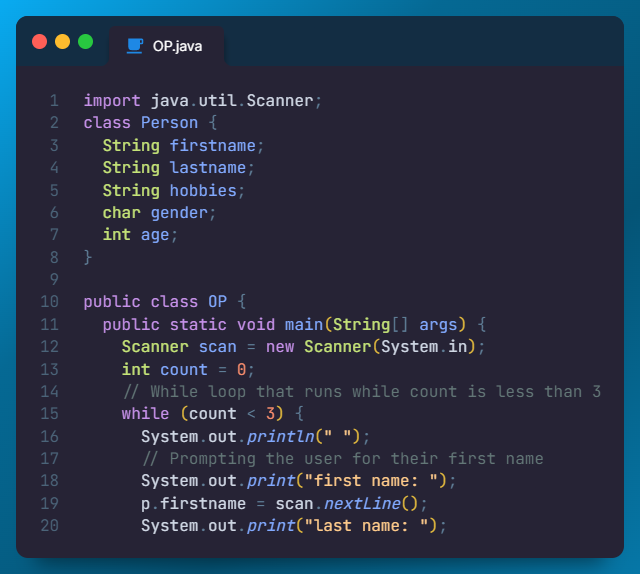 OP.java
1 import java.util.Scanner;
2 class Person {
3   String firstname;
4   String lastname;
5   String hobbies;
6   char gender;
7   int age;
8 }
9
10 public class OP {
11   public static void main(String[] args) {
12     Scanner scan = new Scanner(System.in);
13     int count = 0;
14     // While loop that runs while count is less than 3
15     while (count < 3) {
16       System.out.println(" ");
17       // Prompting the user for their first name
18       System.out.print("first name: ");
19       p.firstname = scan.nextLine();
20       System.out.print("last name: ");